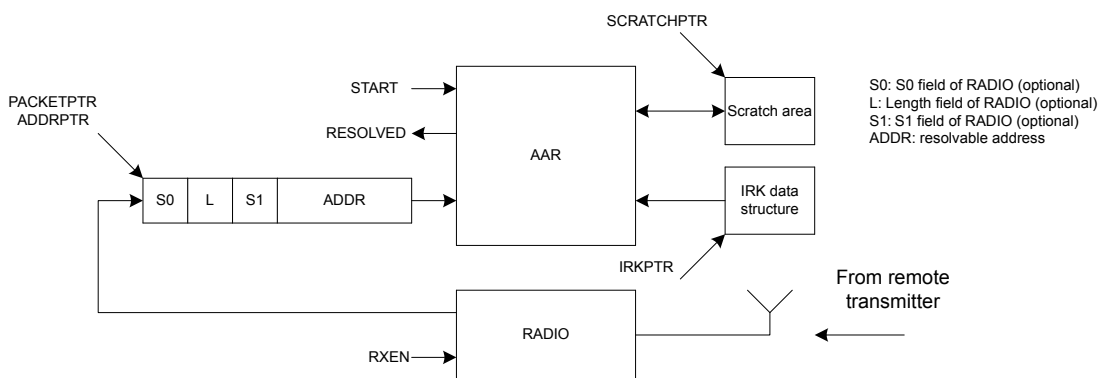 SCRATCHPTR
START
PACKETPTR
ADDRPTR
RESOLVED
AAR
Scratch area
S0: S0 field of RADIO (optional)
L: Length field of RADIO (optional)
S1: S1 field of RADIO (optional)
ADDR: resolvable address
S0 L S1 ADDR
IRK data
structure
IRKPTR
From remote
transmitter
RADIO
RXEN